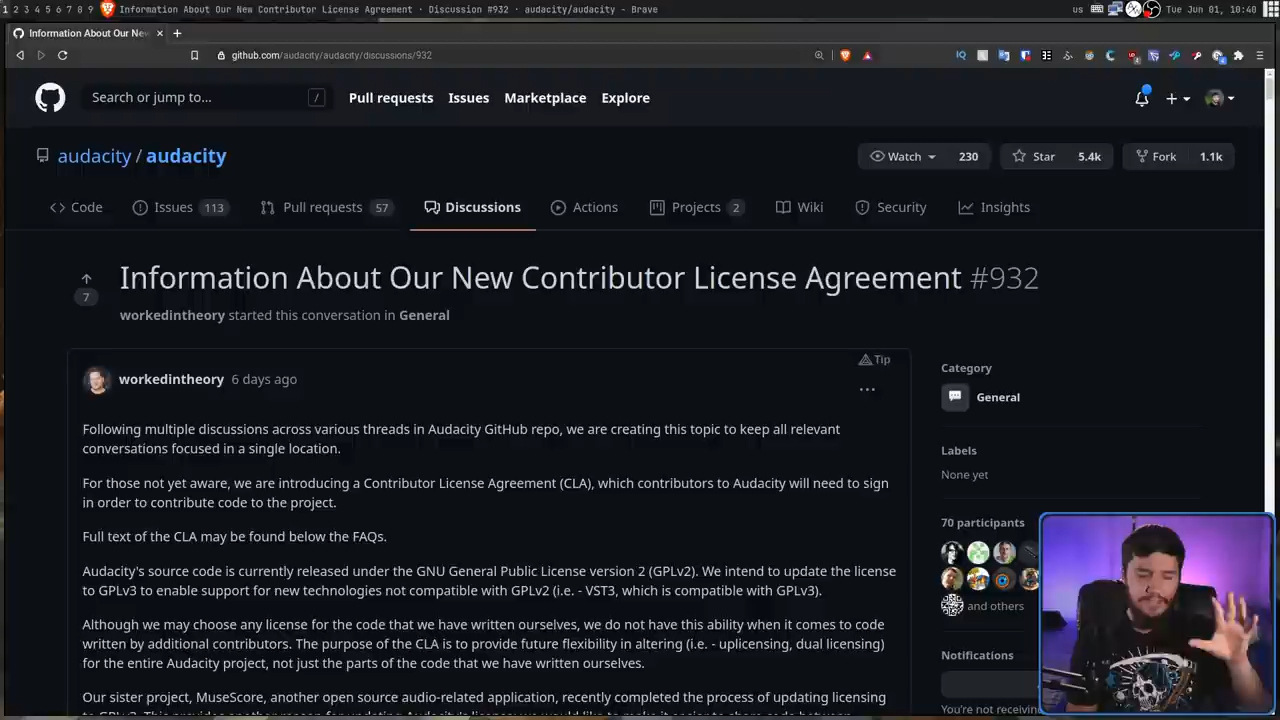 1 2 3 4 5 6 7 8 9 Information About Our New Contributor License Agreement · Discussion #932 · audacity/audacity - Brave us Tue Jun 01, 10:40
Information About Our New
github.com/audacity/audacity/discussions/932
Search or jump to... / Pull requests Issues Marketplace Explore
audacity / audacity Watch 230 Star 5.4k Fork 1.1k
Code Issues 113 Pull requests 57 Discussions Actions Projects 2 Wiki Security Insights
Information About Our New Contributor License Agreement #932
7
workedintheory started this conversation in General
Tip
workedintheory 6 days ago
Following multiple discussions across various threads in Audacity GitHub repo, we are creating this topic to keep all relevant
conversations focused in a single location.
For those not yet aware, we are introducing a Contributor License Agreement (CLA), which contributors to Audacity will need to sign
in order to contribute code to the project.
Full text of the CLA may be found below the FAQs.
Audacity's source code is currently released under the GNU General Public License version 2 (GPLv2). We intend to update the license
to GPLv3 to enable support for new technologies not compatible with GPLv2 (i.e. - VST3, which is compatible with GPLv3).
Although we may choose any license for the code that we have written ourselves, we do not have this ability when it comes to code
written by additional contributors. The purpose of the CLA is to provide future flexibility in altering (i.e. - uplicensing, dual licensing)
for the entire Audacity project, not just the parts of the code that we have written ourselves.
Our sister project, MuseScore, another open source audio-related application, recently completed the process of updating licensing
Category
General
Labels
None yet
70 participants
and others
Notifications
You're not receiving